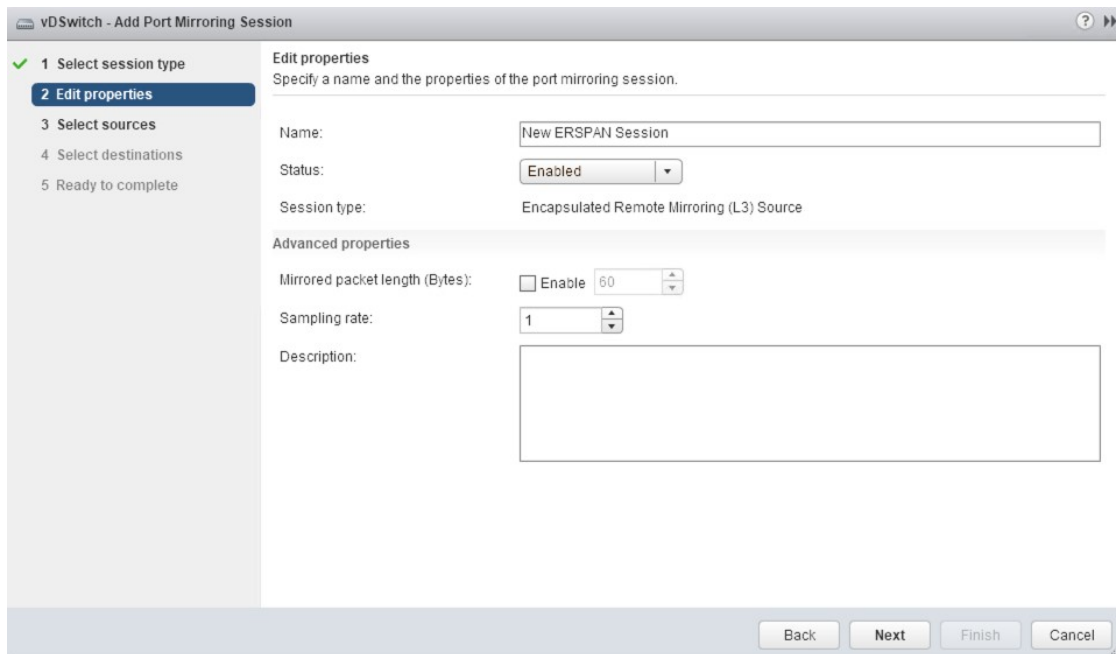 vDSwitch - Add Port Mirroring Session
?
1 Select session type
2 Edit properties
3 Select sources
4 Select destinations
5 Ready to complete
Edit properties
Specify a name and the properties of the port mirroring session.
Name: New ERSPAN Session
Status: Enabled
Session type: Encapsulated Remote Mirroring (L3) Source
Advanced properties
Mirrored packet length (Bytes): Enable 60
Sampling rate: 1
Description:
Back Next Finish Cancel